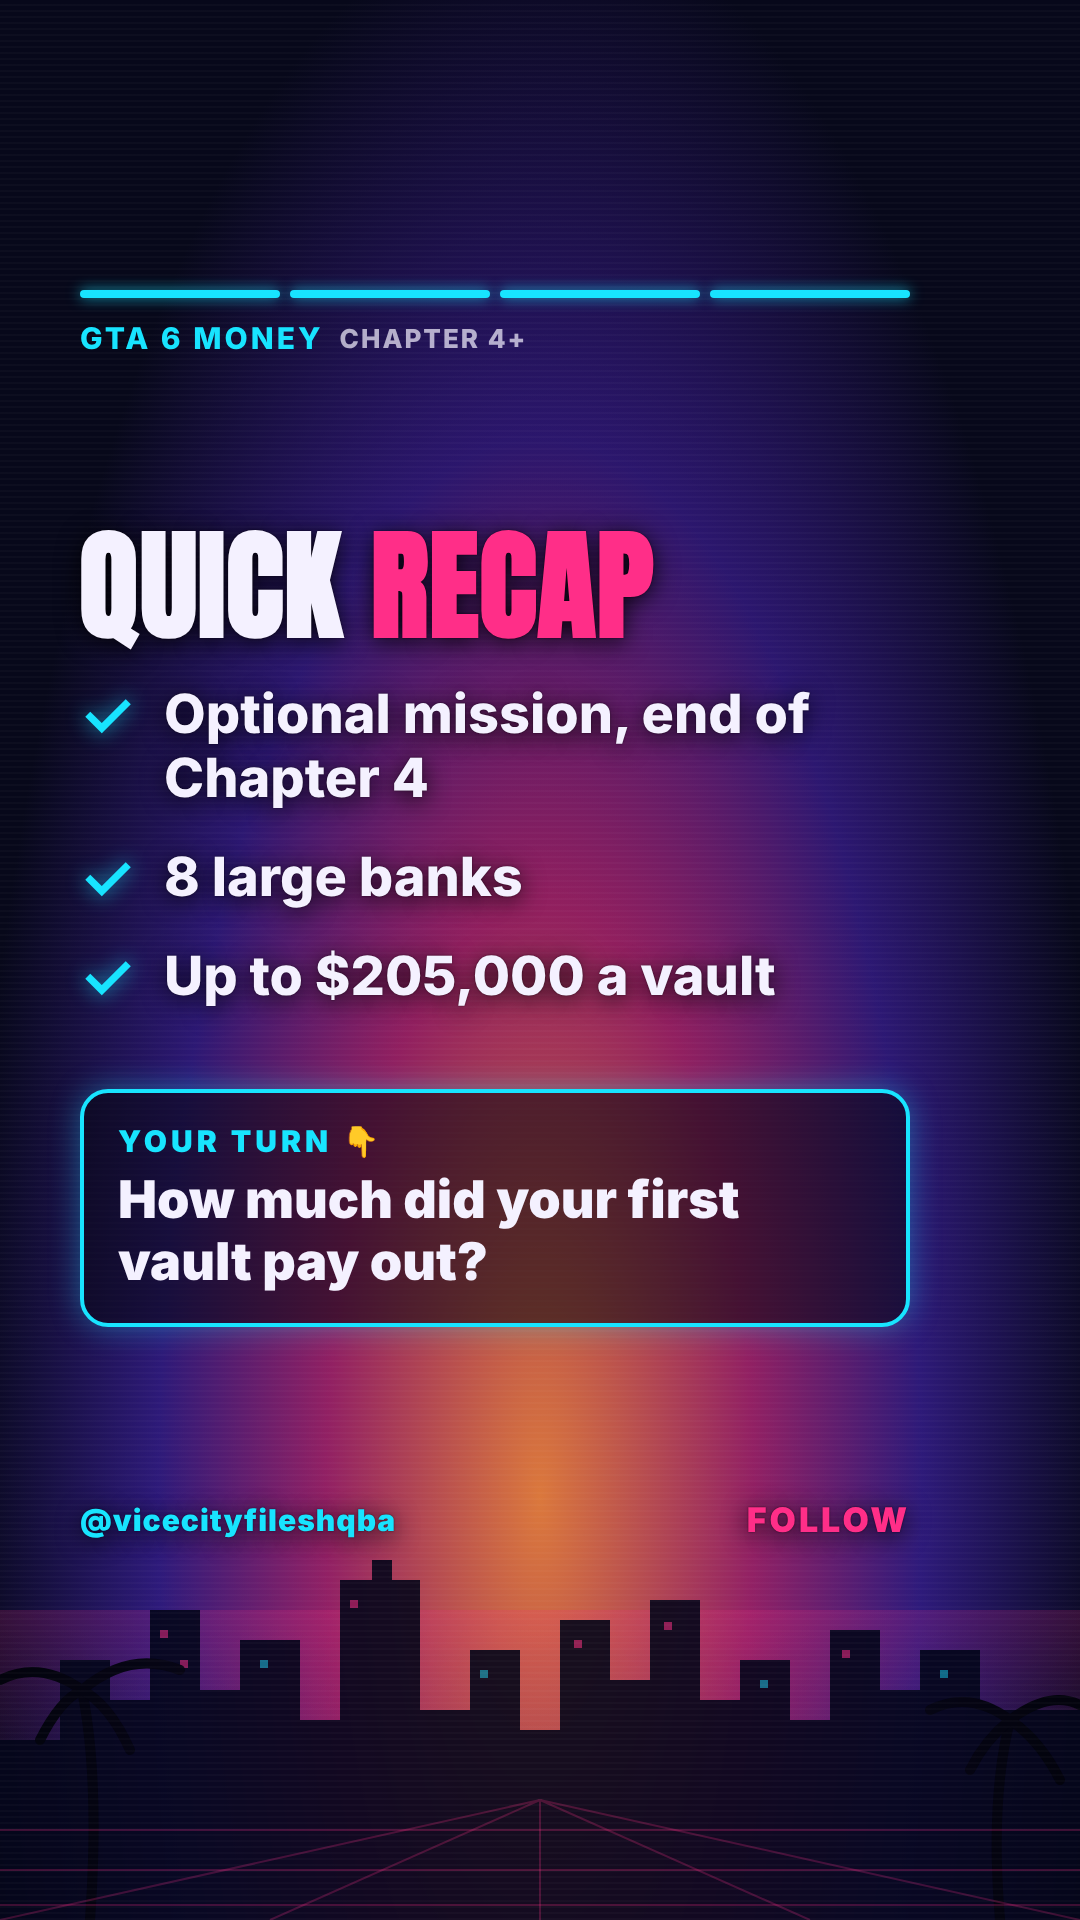 GTA 6 MONEY CHAPTER 4+
QUICK RECAP
Optional mission, end of
Chapter 4
8 large banks
Up to $205,000 a vault
YOUR TURN 👇
How much did your first
vault pay out?
@vicecityfileshqba FOLLOW